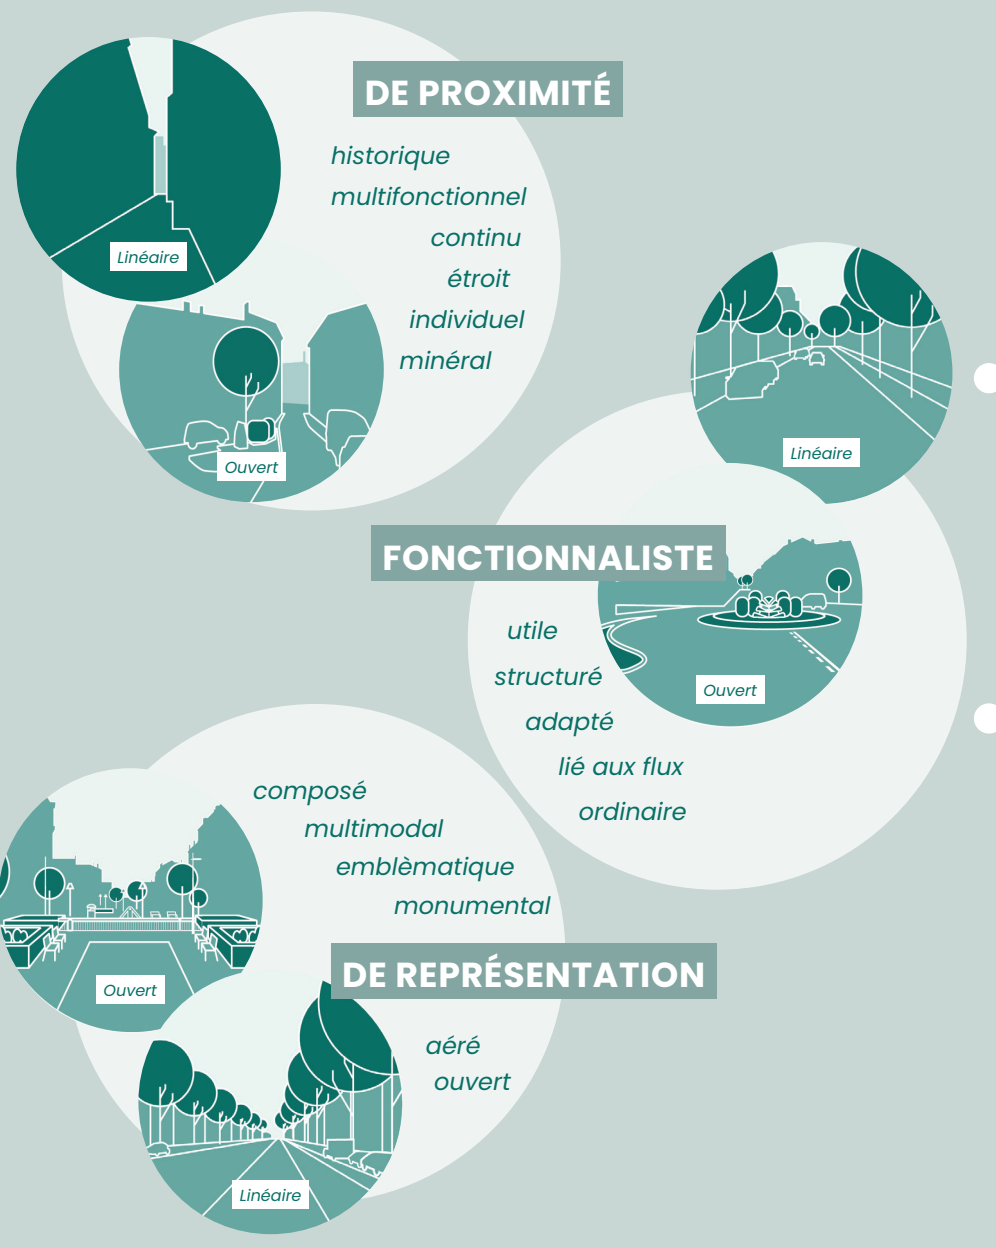 DE PROXIMITÉ
historique
multifonctionnel
continu
étroit
individuel
minéral
Linéaire
Ouvert
Linéaire
FONCTIONNALISTE
utile
structuré
adapté
lié aux flux
ordinaire
Ouvert
composé
multimodal
emblèmatique
monumental
DE REPRÉSENTATION
aéré
ouvert
Ouvert
Linéaire